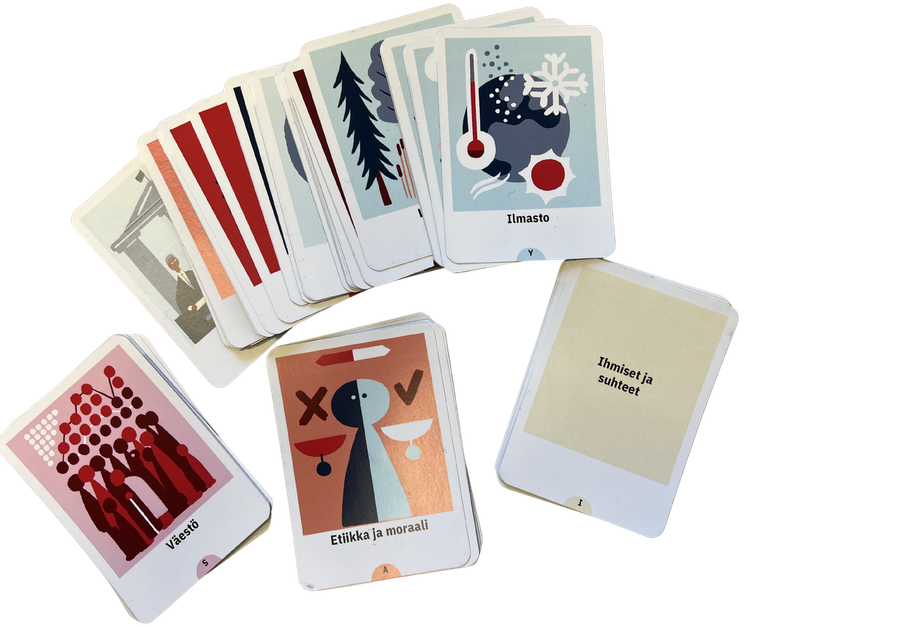 Ilmasto
Y
Ihmiset ja
suhteet
I
Väestö
S
Etiikka ja moraali
A